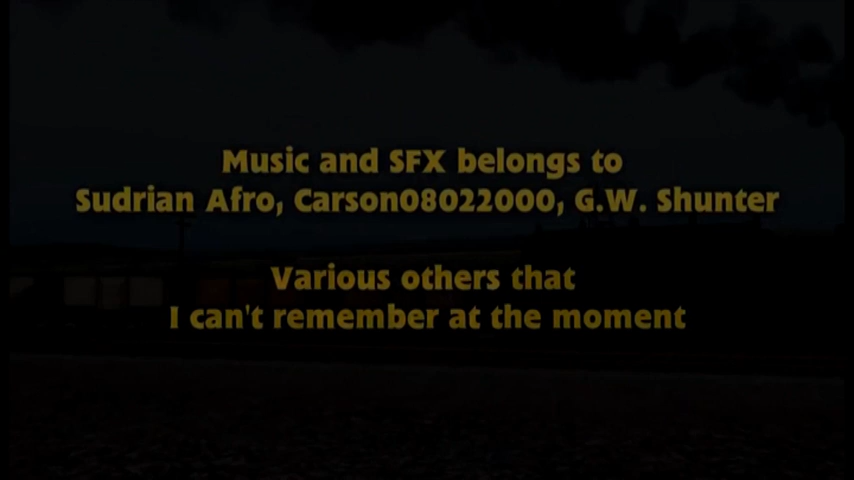 Music and SFX belongs to
Sudrian Afro, Carson08022000, G.W. Shunter
Various others that
I can't remember at the moment